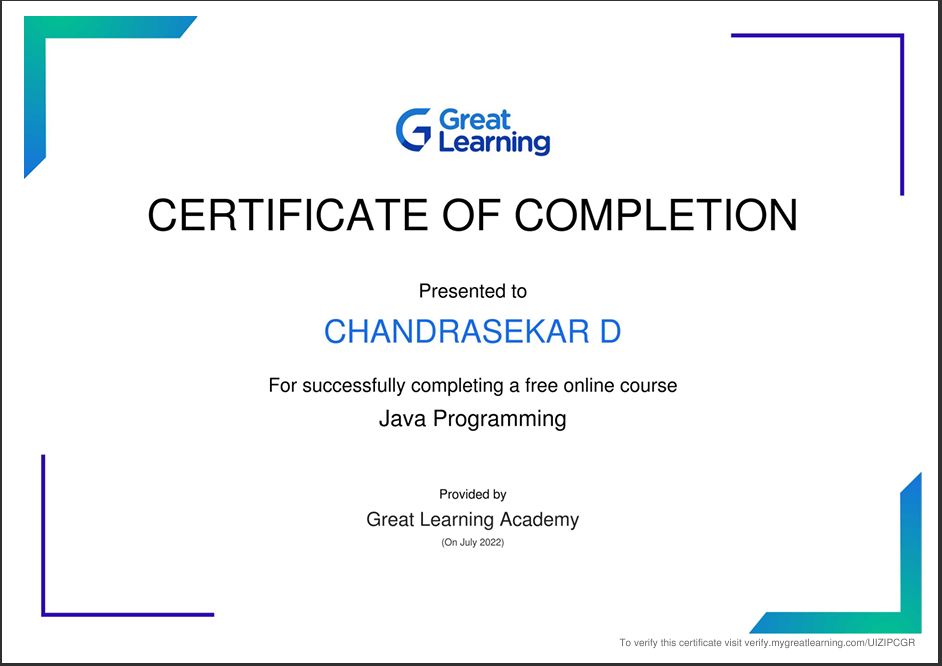 Great
Learning
CERTIFICATE OF COMPLETION
Presented to
CHANDRASEKAR D
For successfully completing a free online course
Java Programming
Provided by
Great Learning Academy
(On July 2022)
To verify this certificate visit verify.mygreatlearning.com/UIZIPCGR